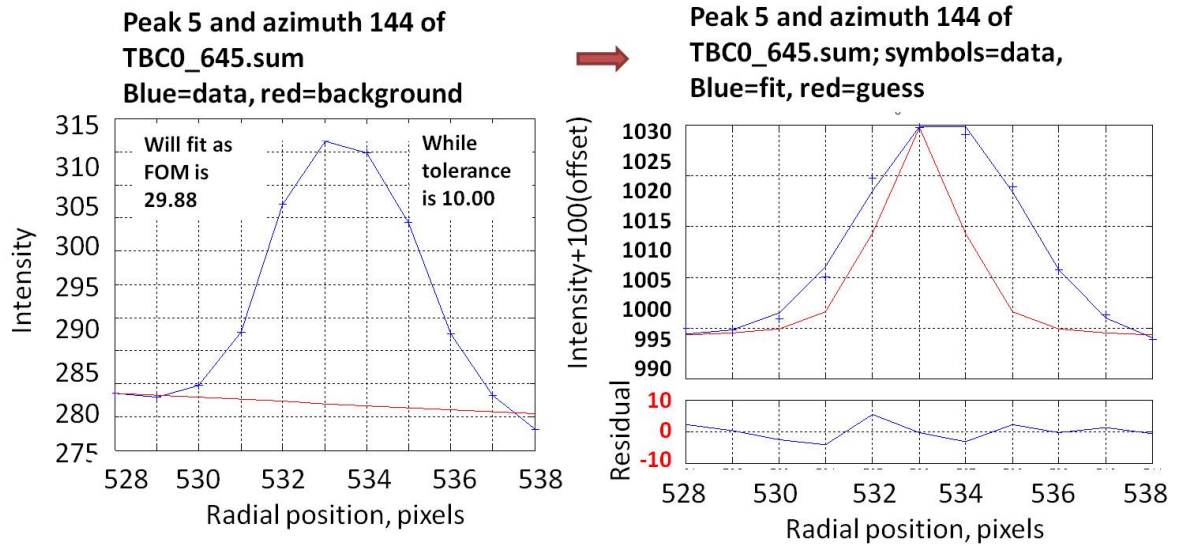 Peak 5 and azimuth 144 of
TBC0_645.sum
Blue=data, red=background
315
310
305
300
295
290
285
280
275
Intensity
Will fit as
FOM is
29.88
While
tolerance
is 10.00
528
530
532
534
536
538
Radial position, pixels
Peak 5 and azimuth 144 of
TBC0_645.sum; symbols=data,
Blue=fit, red=guess
1030
1025
1020
1015
1010
1005
1000
995
990
Intensity+100(offset)
10
0
-10
Residual
528
530
532
534
536
538
Radial position, pixels